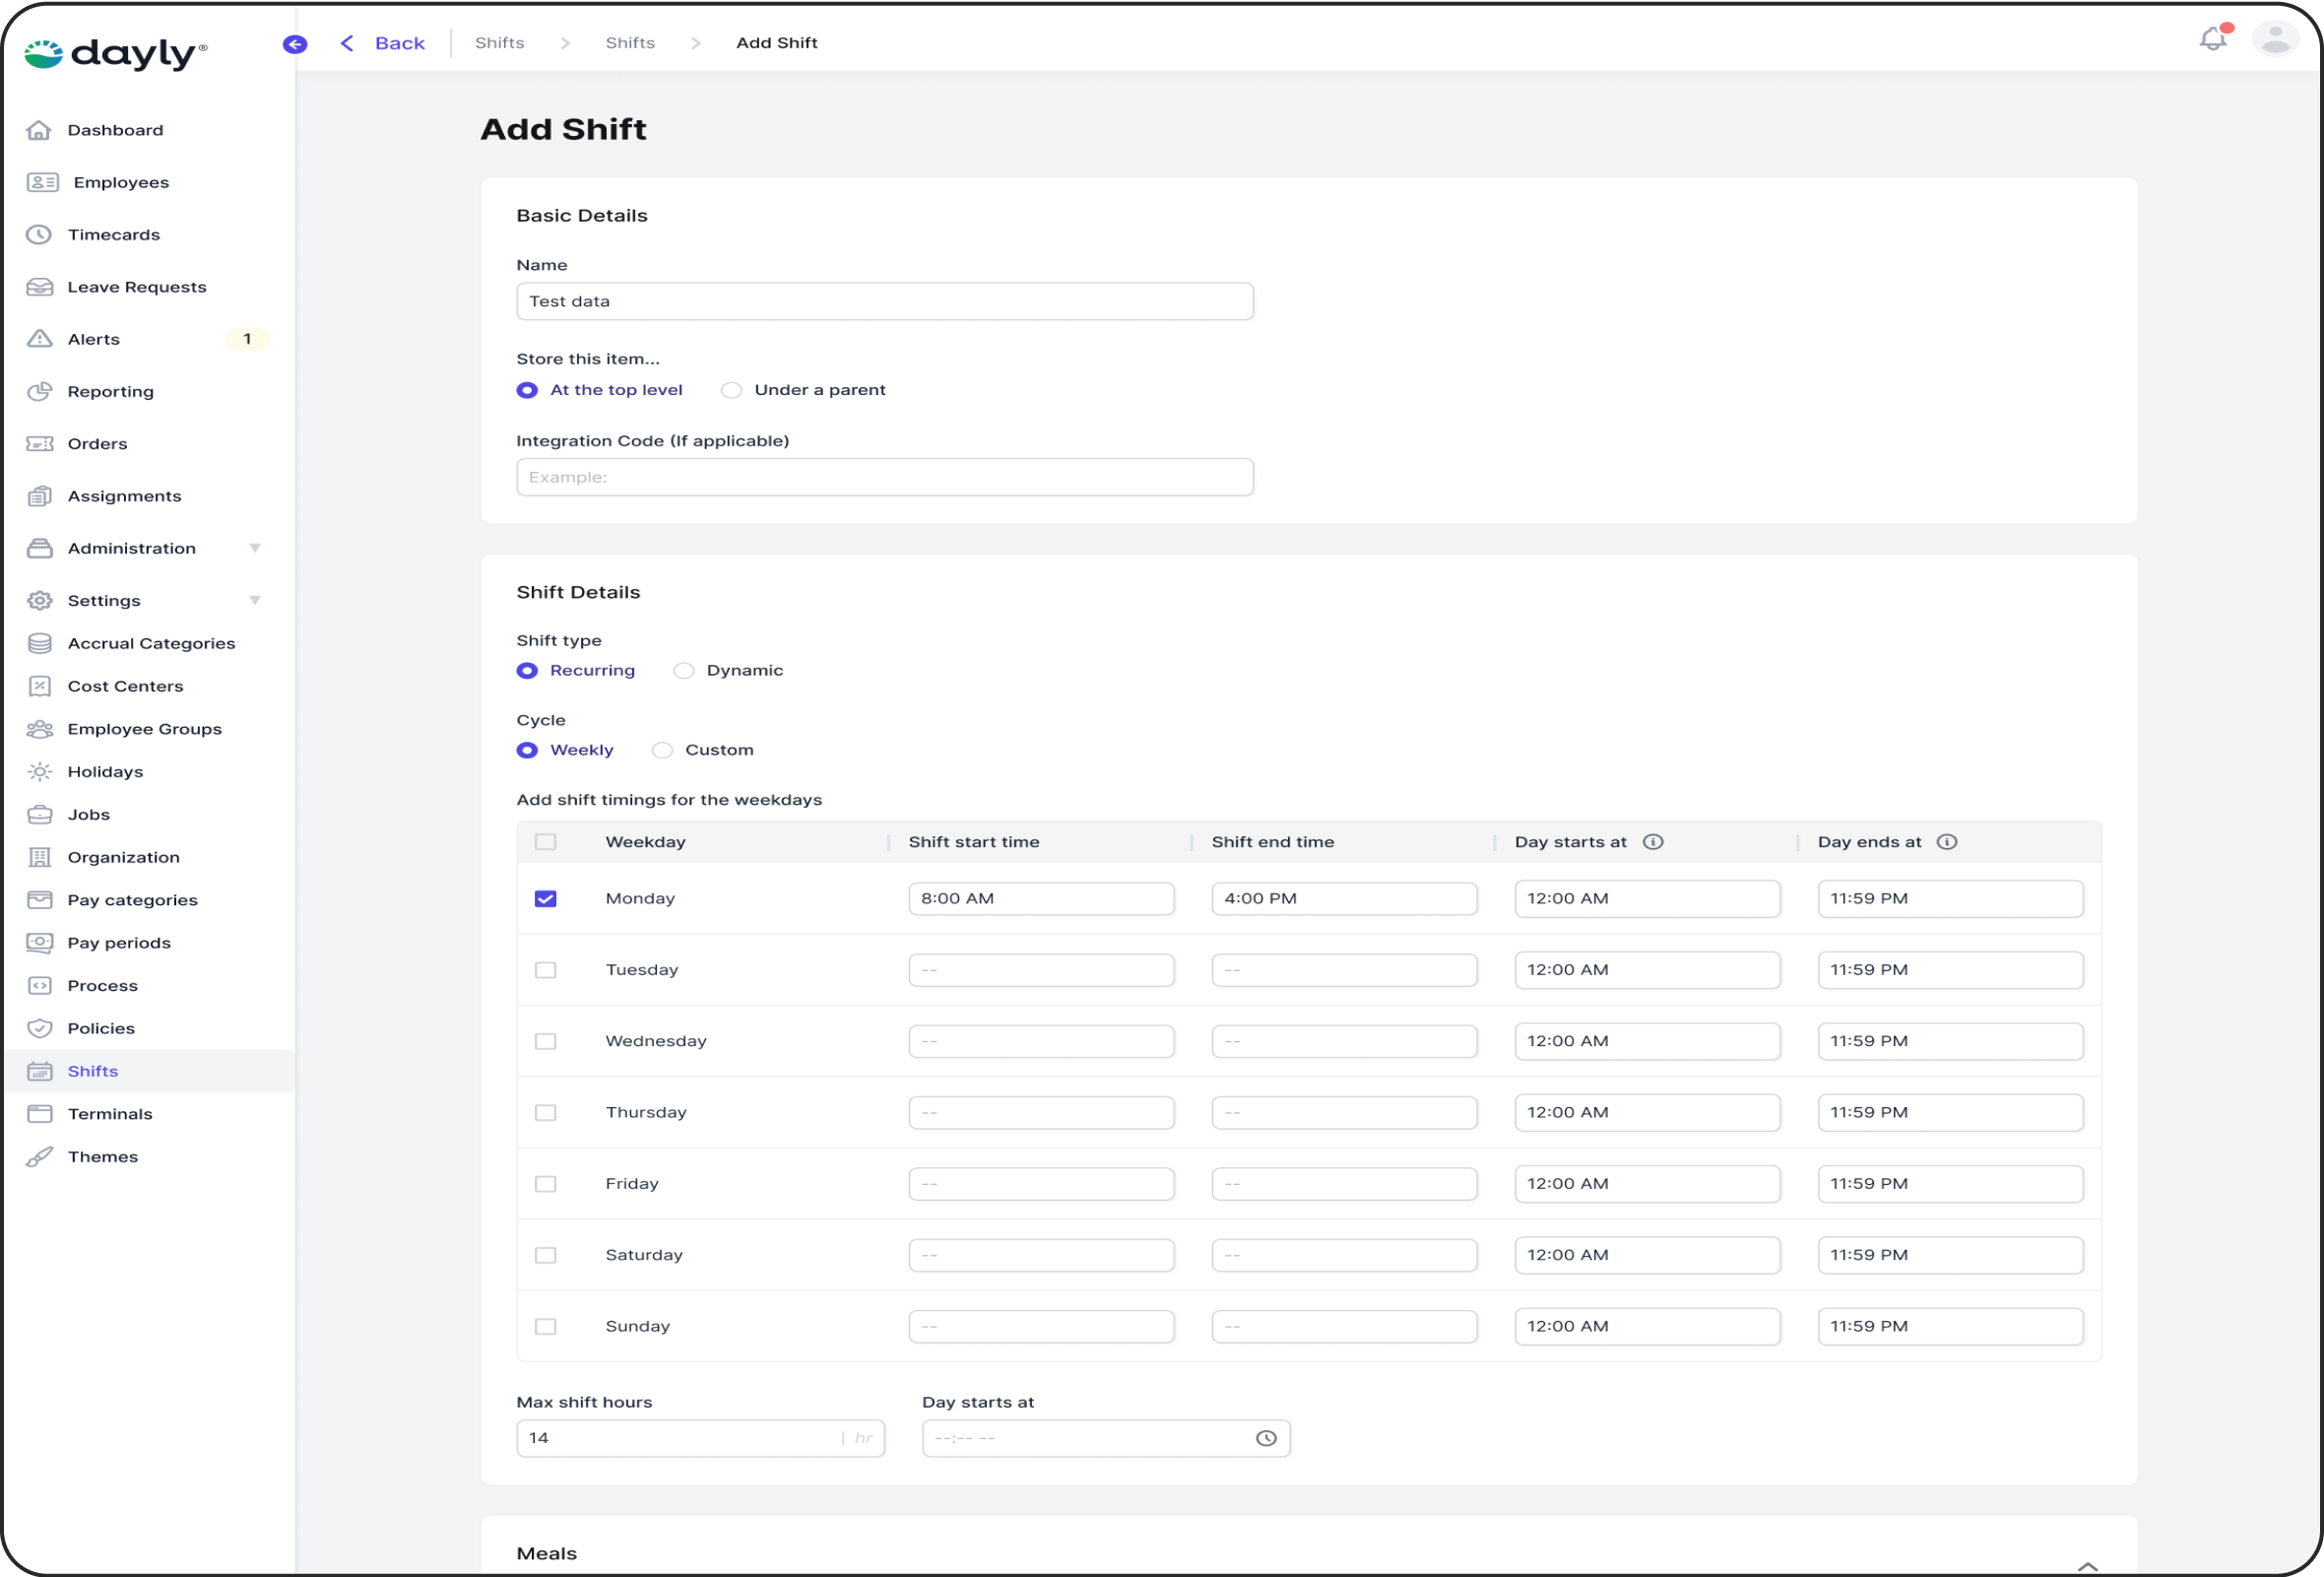 dayly®
Back
Shifts
Shifts
Add Shift
Dashboard
Employees
Timecards
Leave Requests
Alerts 1
Reporting
Orders
Assignments
Administration
Settings
Accrual Categories
Cost Centers
Employee Groups
Holidays
Jobs
Organization
Pay categories
Pay periods
Process
Policies
Shifts
Terminals
Themes
Add Shift
Basic Details
Name
Test data
Store this item...
At the top level Under a parent
Integration Code (If applicable)
Example:
Shift Details
Shift type
Recurring Dynamic
Cycle
Weekly Custom
Add shift timings for the weekdays
Weekday Shift start time Shift end time Day starts at Day ends at
Monday 8:00 AM 4:00 PM 12:00 AM 11:59 PM
Tuesday -- -- 12:00 AM 11:59 PM
Wednesday -- -- 12:00 AM 11:59 PM
Thursday -- -- 12:00 AM 11:59 PM
Friday -- -- 12:00 AM 11:59 PM
Saturday -- -- 12:00 AM 11:59 PM
Sunday -- -- 12:00 AM 11:59 PM
Max shift hours Day starts at
14 | hr --:-- --
Meals